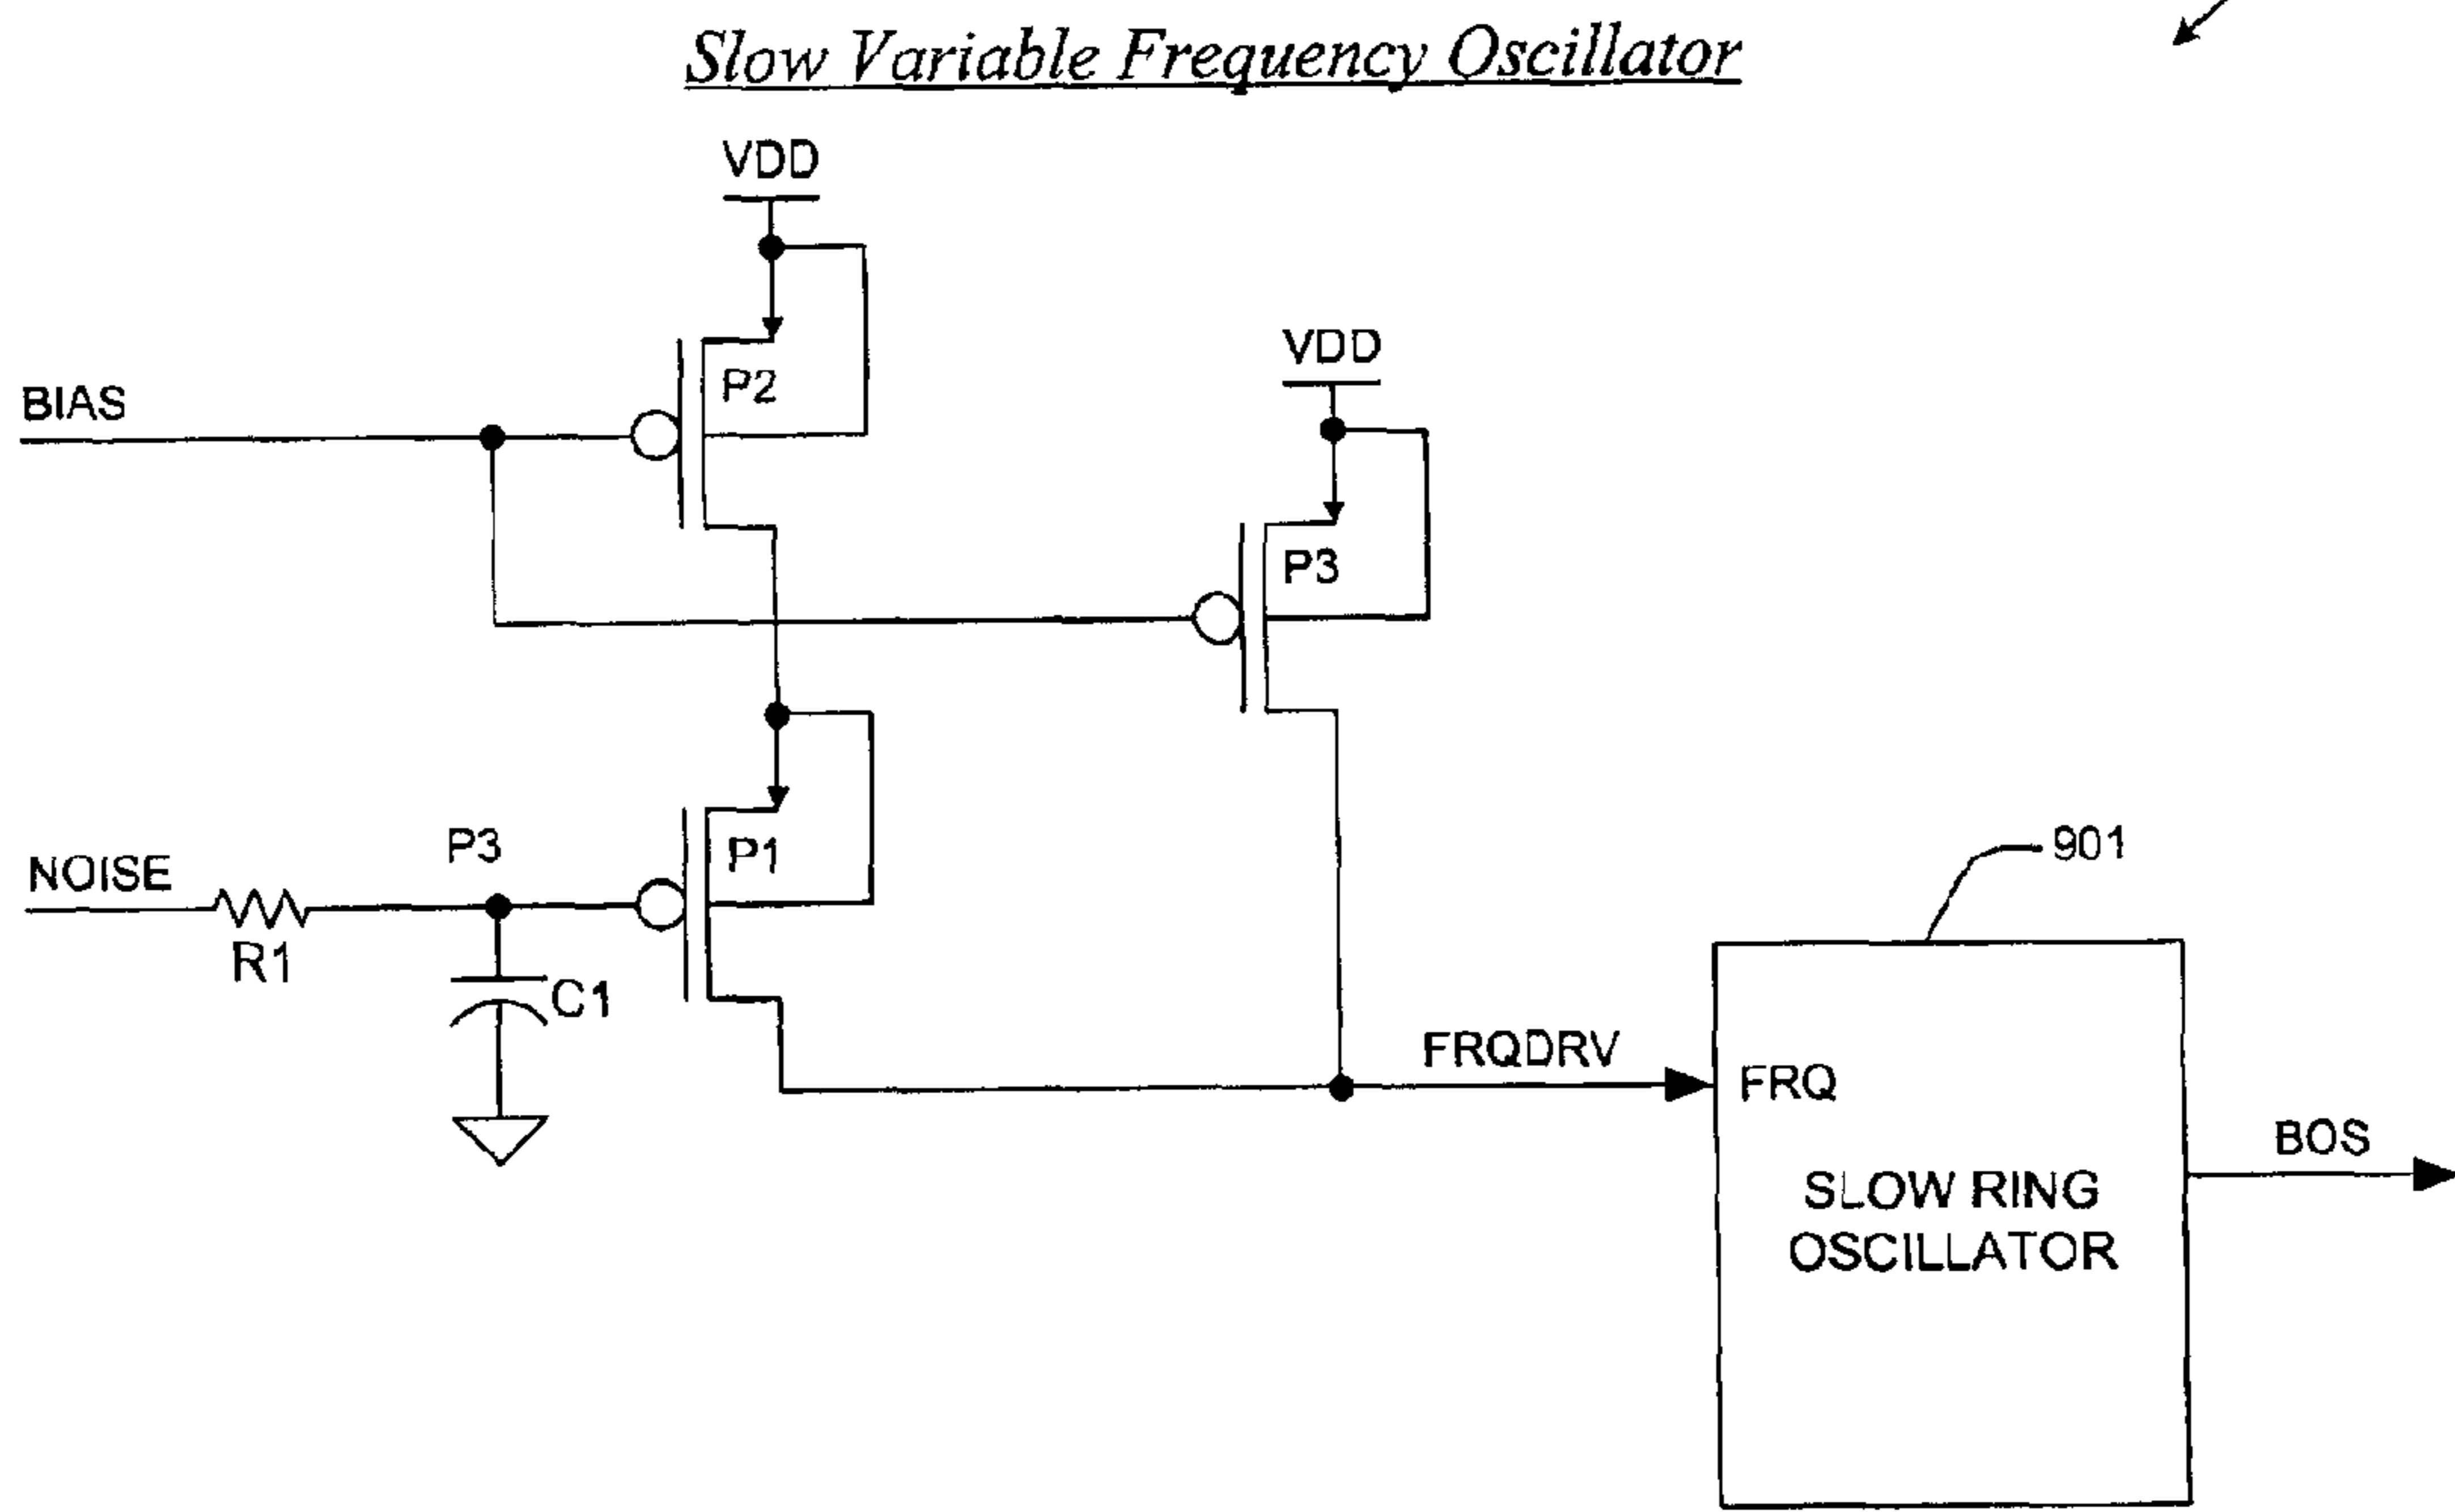 Slow Variable Frequency Oscillator
VDD
BIAS
P2
VDD
P3
P3
NOISE
P1
R1
C1
901
FRQDRV
FRQ
BOS
SLOW RING
OSCILLATOR